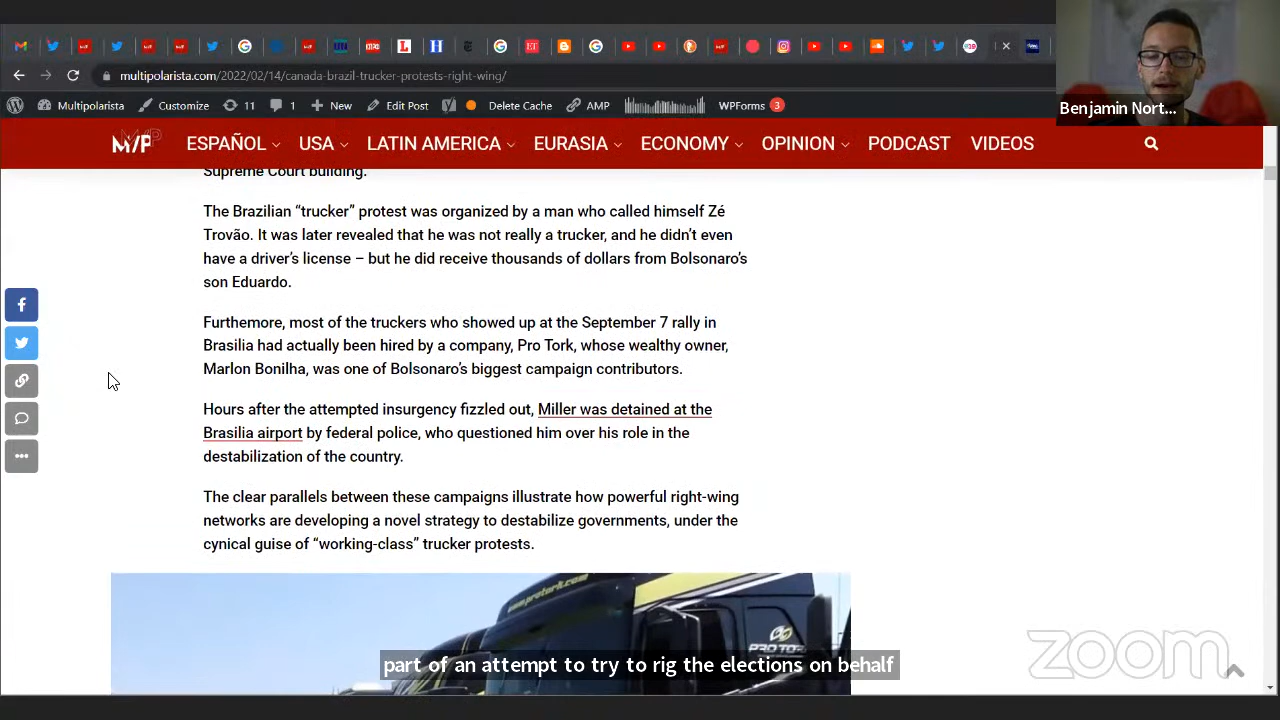 multipolarista.com/2022/02/14/canada-brazil-trucker-protests-right-wing/
Multipolarista Customize 11 1 New Edit Post Delete Cache AMP WPForms 3
Benjamin Nort...
M/P ESPAÑOL USA LATIN AMERICA EURASIA ECONOMY OPINION PODCAST VIDEOS
Supreme Court building.
The Brazilian “trucker” protest was organized by a man who called himself Zé
Trovão. It was later revealed that he was not really a trucker, and he didn’t even
have a driver’s license – but he did receive thousands of dollars from Bolsonaro’s
son Eduardo.
Furthemore, most of the truckers who showed up at the September 7 rally in
Brasilia had actually been hired by a company, Pro Tork, whose wealthy owner,
Marlon Bonilha, was one of Bolsonaro’s biggest campaign contributors.
Hours after the attempted insurgency fizzled out, Miller was detained at the
Brasilia airport by federal police, who questioned him over his role in the
destabilization of the country.
The clear parallels between these campaigns illustrate how powerful right-wing
networks are developing a novel strategy to destabilize governments, under the
cynical guise of “working-class” trucker protests.
www.protork.com
PRO TORK
part of an attempt to try to rig the elections on behalf
zoom